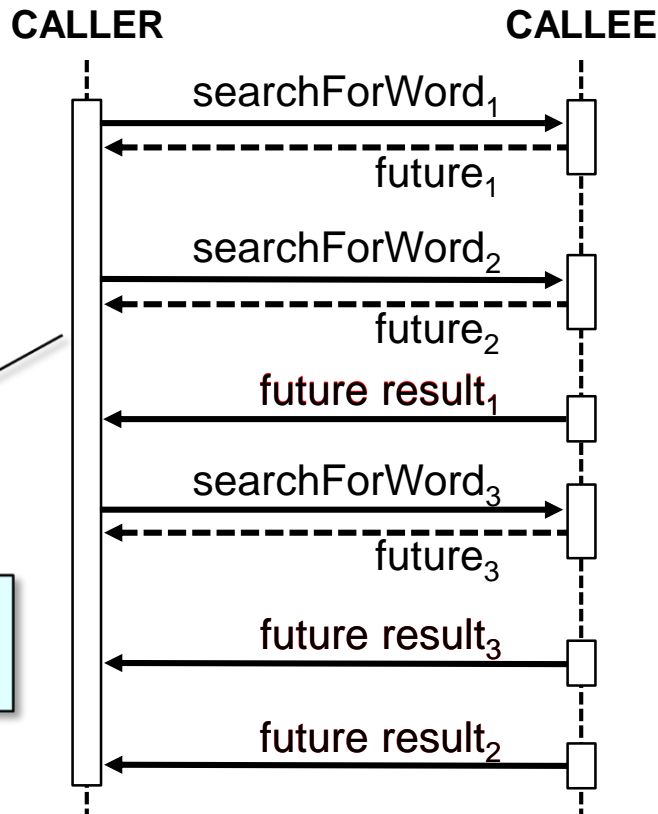 CALLER CALLEE
searchForWord₁
future₁
searchForWord₂
future₂
future result₁
searchForWord₃
future₃
future result₃
future result₂